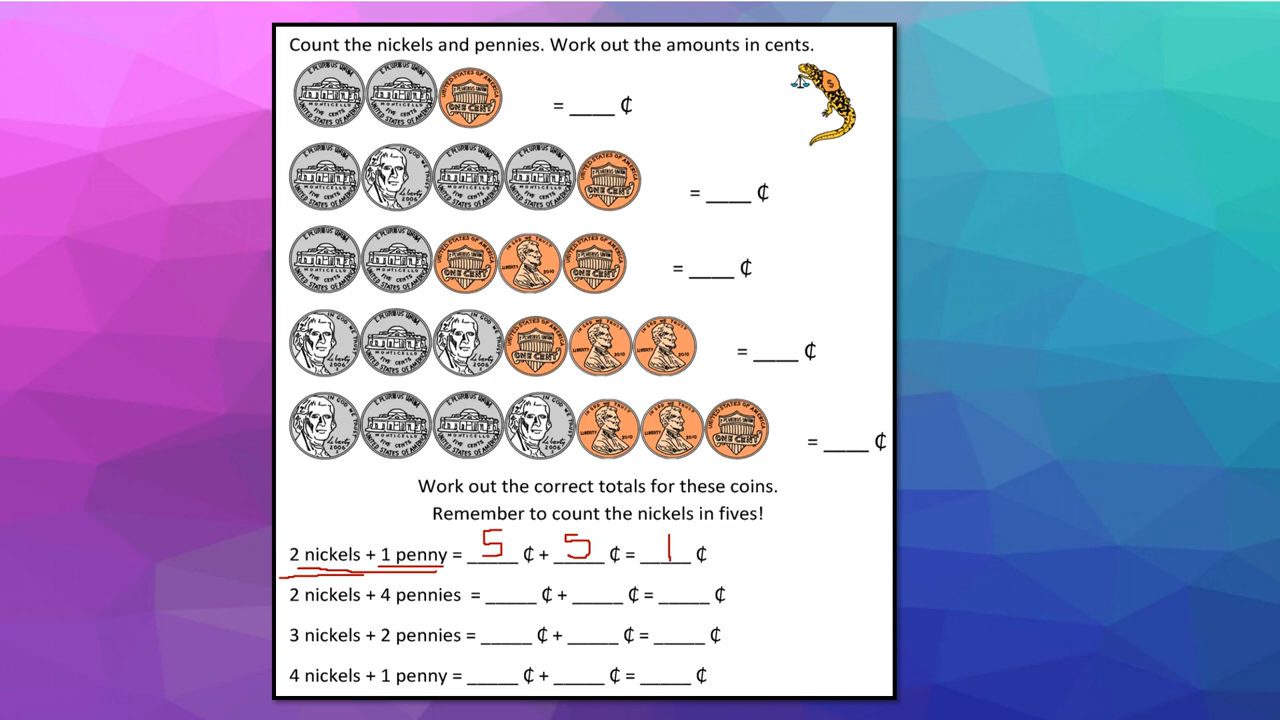 Count the nickels and pennies. Work out the amounts in cents.
= ____ ¢
= ____ ¢
= ____ ¢
= ____ ¢
= ____ ¢
Work out the correct totals for these coins.
Remember to count the nickels in fives!
2 nickels + 1 penny = 5 ¢ + 5 ¢ = 1 ¢
2 nickels + 4 pennies = _____ ¢ + _____ ¢ = _____ ¢
3 nickels + 2 pennies = _____ ¢ + _____ ¢ = _____ ¢
4 nickels + 1 penny = _____ ¢ + _____ ¢ = _____ ¢